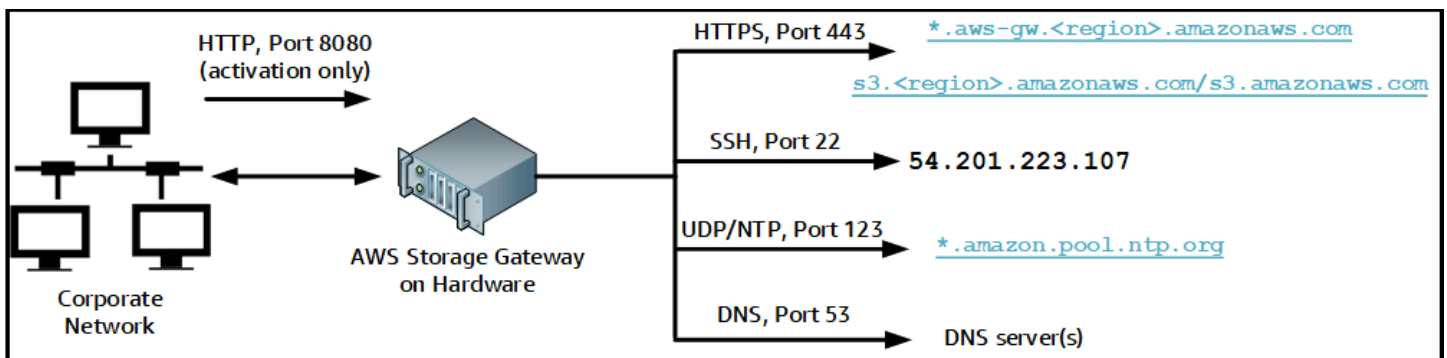 HTTP, Port 8080
(activation only)
HTTPS, Port 443
*.aws-gw.<region>.amazonaws.com
s3.<region>.amazonaws.com/s3.amazonaws.com
SSH, Port 22
54.201.223.107
UDP/NTP, Port 123
*.amazon.pool.ntp.org
AWS Storage Gateway
on Hardware
Corporate
Network
DNS, Port 53
DNS server(s)